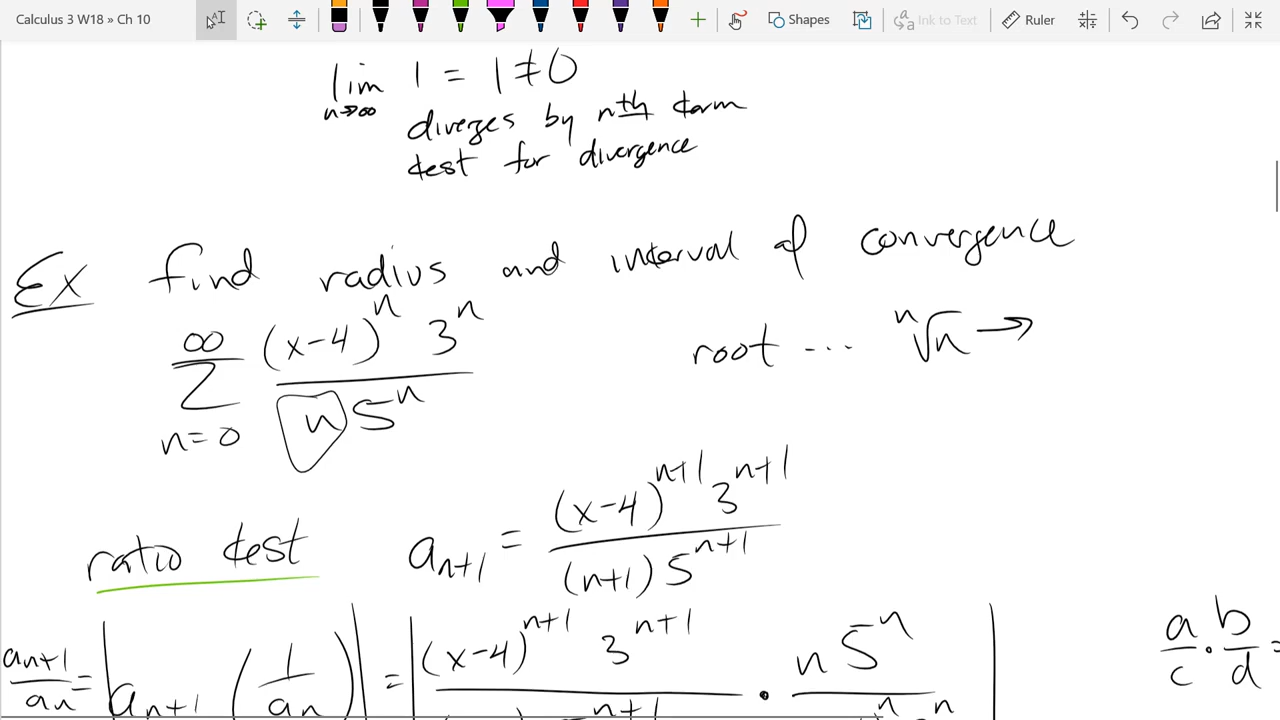 Calculus 3 W18 » Ch 10
Shapes
Ink to Text
Ruler
lim n→∞ 1 = 1 ≠ 0
diverges by nth term
test for divergence
Ex find radius and interval of convergence
∞ Σ n=0 (x-4)^n 3^n / n 5^n
root ... ⁿ√n →
ratio test a_{n+1} = (x-4)^{n+1} 3^{n+1} / (n+1) 5^{n+1}
a_{n+1} / a_n = | a_{n+1} (1 / a_n) | = | (x-4)^{n+1} 3^{n+1} / n+1 · n 5^n / n n |
a/c · b/d =